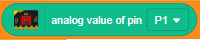 analog value of pin P1